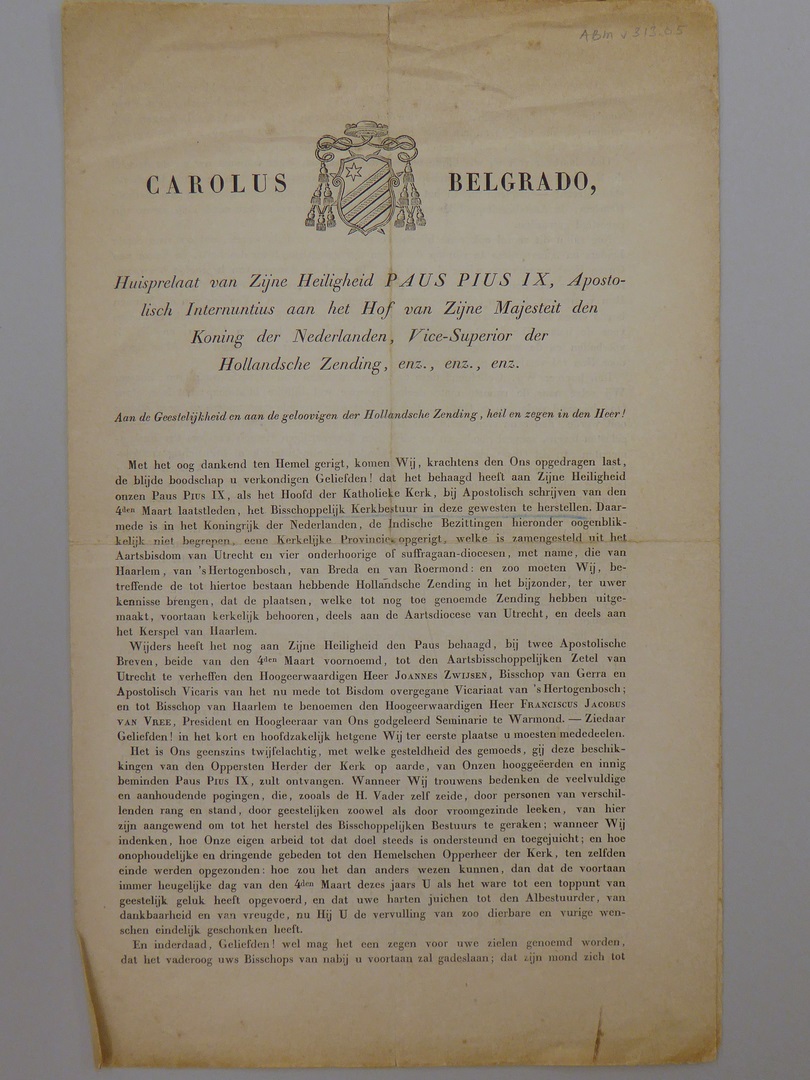 ABM v 313.05
CAROLUS BELGRADO,
Huisprelaat van Zijne Heiligheid PAUS PIUS IX, Aposto-
lisch Internuntius aan het Hof van Zijne Majesteit den
Koning der Nederlanden, Vice-Superior der
Hollandsche Zending, enz., enz., enz.
Aan de Geestelijkheid en aan de geloovigen der Hollandsche Zending, heil en zegen in den Heer!
Met het oog dankend ten Hemel gerigt, komen Wij, krachtens den Ons opgedragen last,
de blijde boodschap u verkondigen Geliefden! dat het behaagd heeft aan Zijne Heiligheid
onzen Paus PIUS IX, als het Hoofd der Katholieke Kerk, bij Apostolisch schrijven van den
4den Maart laatstleden, het Bisschoppelijk Kerkbestuur in deze gewesten te herstellen. Daar-
mede is in het Koningrijk der Nederlanden, de Indische Bezittingen hieronder oogenblik-
kelijk niet begrepen, eene Kerkelijke Provincie opgerigt, welke is zamengesteld uit het
Aartsbisdom van Utrecht en vier onderhoorige of suffragaan-diocesen, met name, die van
Haarlem, van 'sHertogenbosch, van Breda en van Roermond: en zoo moeten Wij, be-
treffende de tot hiertoe bestaan hebbende Hollandsche Zending in het bijzonder, ter uwer
kennisse brengen, dat de plaatsen, welke tot nog toe genoemde Zending hebben uitge-
maakt, voortaan kerkelijk behooren, deels aan de Aartsdiocese van Utrecht, en deels aan
het Kerspel van Haarlem.
Wijders heeft het nog aan Zijne Heiligheid den Paus behaagd, bij twee Apostolische
Breven, beide van den 4den Maart voornoemd, tot den Aartsbisschoppelijken Zetel van
Utrecht te verheffen den Hoogeerwaardigen Heer JOANNES ZWIJSEN, Bisschop van Gerra en
Apostolisch Vicaris van het nu mede tot Bisdom overgegane Vicariaat van 'sHertogenbosch;
en tot Bisschop van Haarlem te benoemen den Hoogeerwaardigen Heer FRANCISCUS JACOBUS
VAN VREE, President en Hoogleeraar van Ons godgeleerd Seminarie te Warmond. — Ziedaar
Geliefden! in het kort en hoofdzakelijk hetgene Wij ter eerste plaatse u moesten mededeelen.
Het is Ons geenszins twijfelachtig, met welke gesteldheid des gemoeds, gij deze beschik-
kingen van den Oppersten Herder der Kerk op aarde, van Onzen hooggeëerden en innig
beminden Paus PIUS IX, zult ontvangen. Wanneer Wij trouwens bedenken de veelvuldige
en aanhoudende pogingen, die, zooals de H. Vader zelf zeide, door personen van verschil-
lenden rang en stand, door geestelijken zoowel als door vroomgezinde leeken, van hier
zijn aangewend om tot het herstel des Bisschoppelijken Bestuurs te geraken; wanneer Wij
indenken, hoe Onze eigen arbeid tot dat doel steeds is ondersteund en toegejuicht; en hoe
onophoudelijke en dringende gebeden tot den Hemelschen Opperheer der Kerk, ten zelfden
einde werden opgezonden: hoe zou het dan anders wezen kunnen, dan dat de voortaan
immer heugelijke dag van den 4den Maart dezes jaars U als het ware tot een toppunt van
geestelijk geluk heeft opgevoerd, en dat uwe harten juichen tot den Albestuurder, van
dankbaarheid en van vreugde, nu Hij U de vervulling van zoo dierbare en vurige wen-
schen eindelijk geschonken heeft.
En inderdaad, Geliefden! wel mag het een zegen voor uwe zielen genoemd worden,
dat het vaderoog uws Bisschops van nabij u voortaan zal gadeslaan; dat zijn mond zich tot